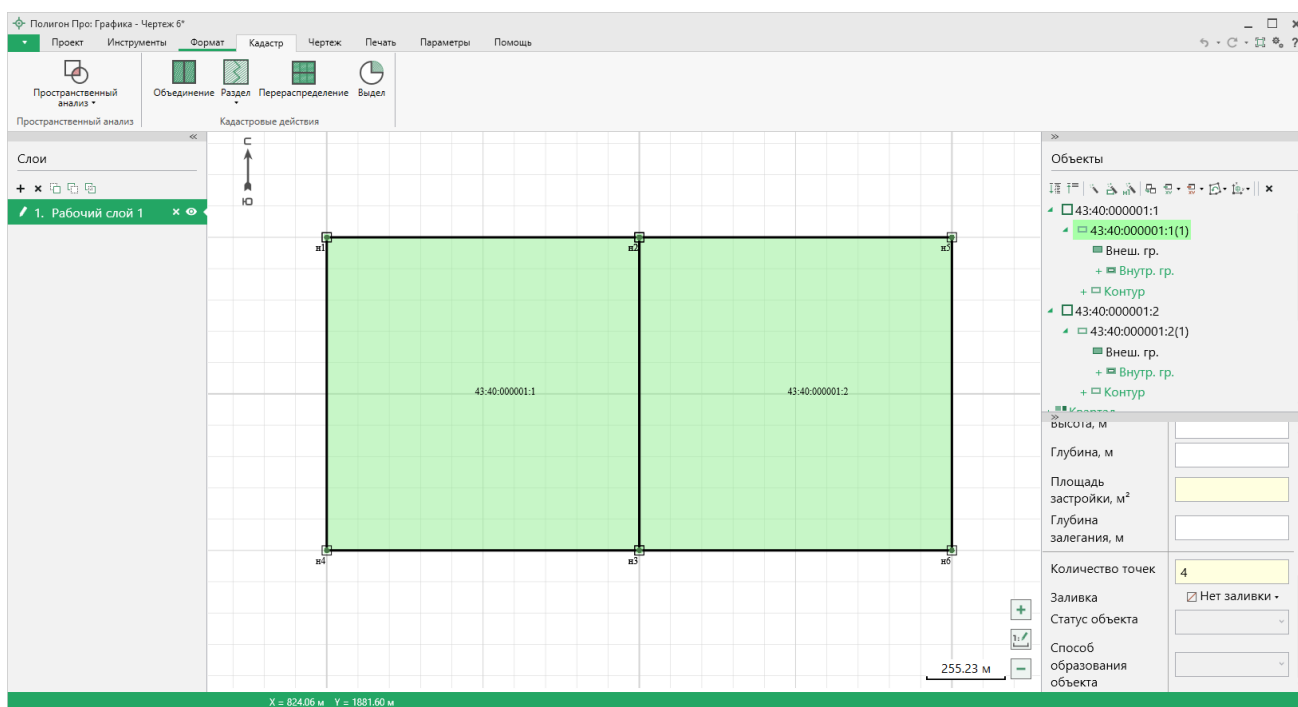 Полигон Про: Графика - Чертеж 6*
Проект Инструменты Формат Кадастр Чертеж Печать Параметры Помощь
Пространственный анализ
Объединение Раздел Перераспределение Выдел
Пространственный анализ Кадастровые действия
Слои
1. Рабочий слой 1
С
Ю
н1 н2 н5
43:40:000001:1 43:40:000001:2
н4 н3 н6
255.23 м
X = 824.06 м Y = 1881.60 м
Объекты
43:40:000001:1
43:40:000001:1(1)
Внеш. гр.
+ Внутр. гр.
+ Контур
43:40:000001:2
43:40:000001:2(1)
Внеш. гр.
+ Внутр. гр.
+ Контур
+ Квартал
Высота, м
Глубина, м
Площадь
застройки, м²
Глубина
залегания, м
Количество точек 4
Заливка Нет заливки
Статус объекта
Способ
образования
объекта